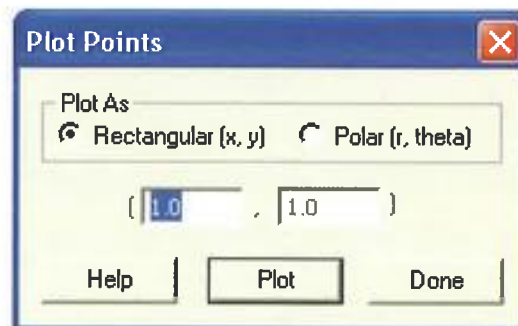 Plot Points
Plot As
Rectangular (x, y) Polar (r, theta)
( 1.0 , 1.0 )
Help Plot Done